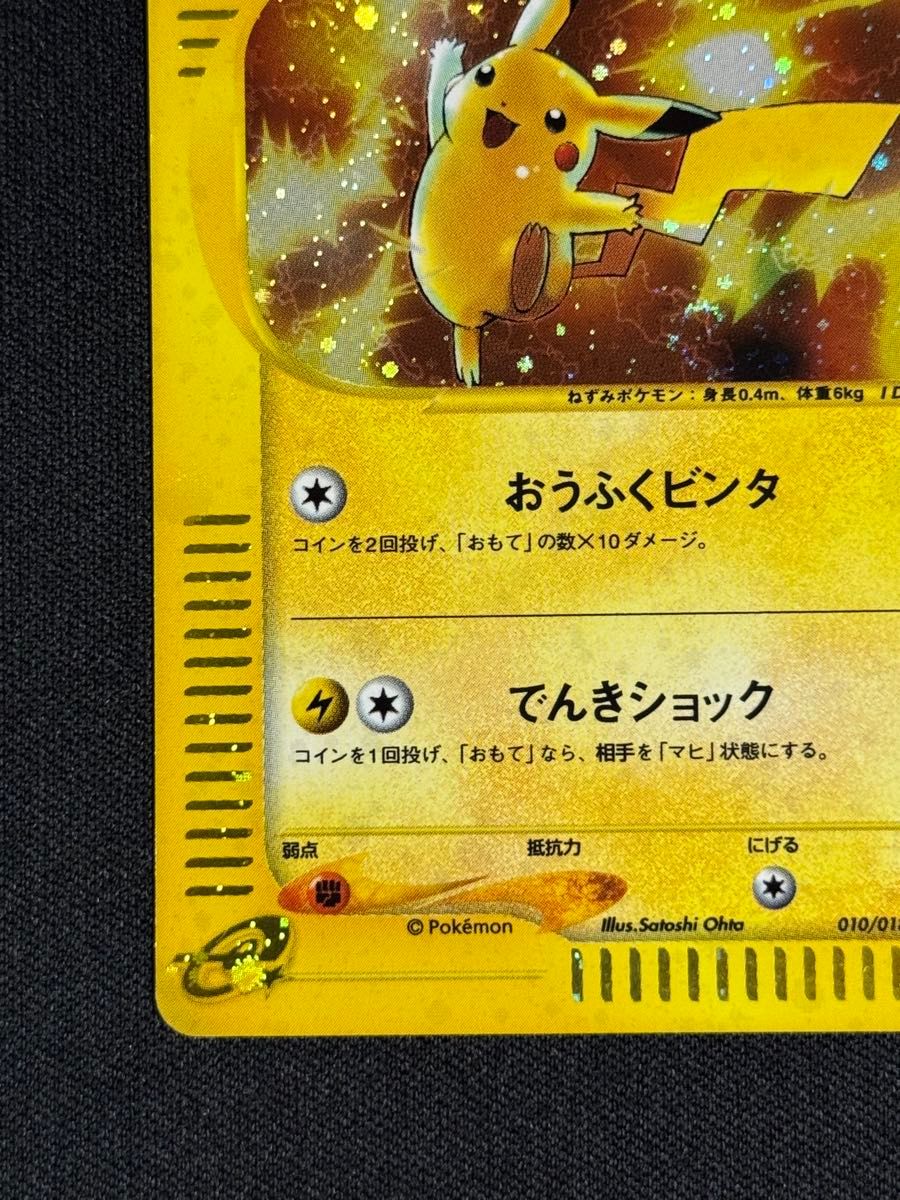 ねずみポケモン：身長0.4m、体重6kg
おうふくビンタ
コインを2回投げ、「おもて」の数×10ダメージ。
でんきショック
コインを1回投げ、「おもて」なら、相手を「マヒ」状態にする。
弱点 抵抗力 にげる
© Pokémon Illus.Satoshi Ohta 010/018